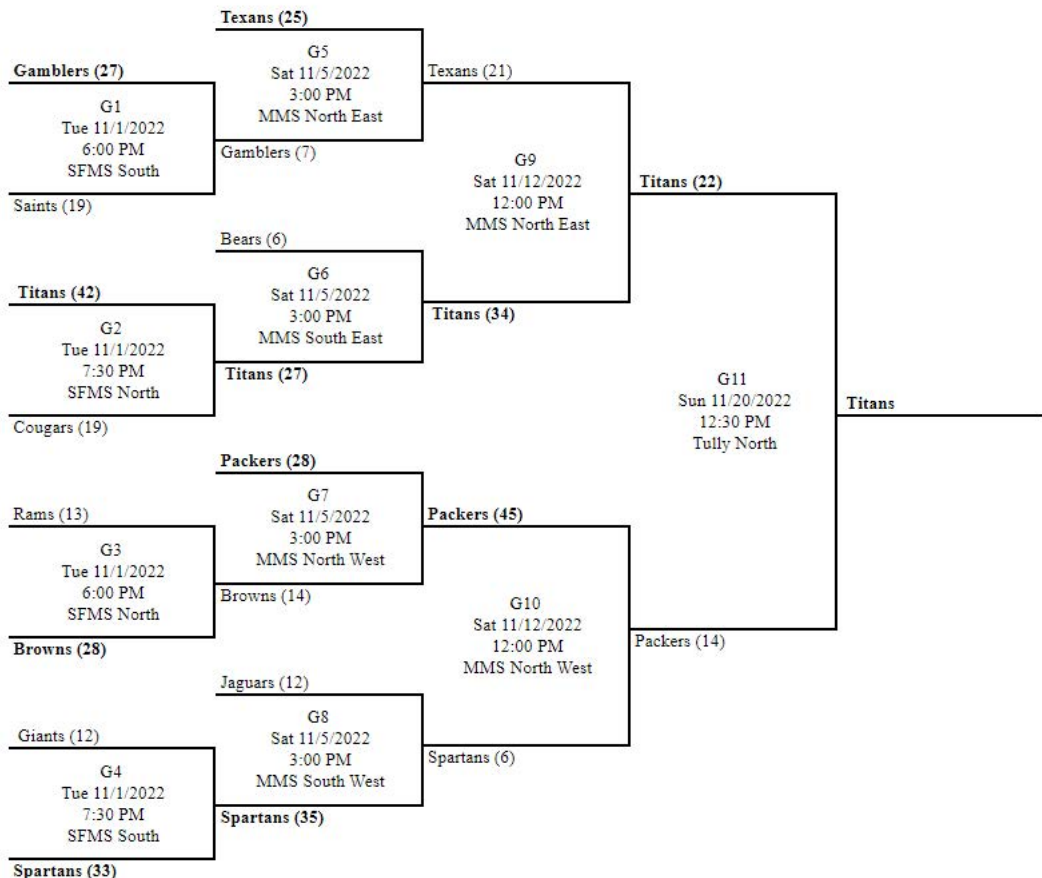 Texans (25)
G5
Sat 11/5/2022
3:00 PM
MMS North East
Gamblers (27)
G1
Tue 11/1/2022
6:00 PM
SFMS South
Saints (19)
Gamblers (7)
Texans (21)
G9
Sat 11/12/2022
12:00 PM
MMS North East
Bears (6)
G6
Sat 11/5/2022
3:00 PM
MMS South East
Titans (42)
G2
Tue 11/1/2022
7:30 PM
SFMS North
Cougars (19)
Titans (27)
Titans (34)
Titans (22)
G11
Sun 11/20/2022
12:30 PM
Tully North
Titans
Packers (28)
G7
Sat 11/5/2022
3:00 PM
MMS North West
Rams (13)
G3
Tue 11/1/2022
6:00 PM
SFMS North
Browns (28)
Browns (14)
Packers (45)
G10
Sat 11/12/2022
12:00 PM
MMS North West
Packers (14)
Jaguars (12)
G8
Sat 11/5/2022
3:00 PM
MMS South West
Giants (12)
G4
Tue 11/1/2022
7:30 PM
SFMS South
Spartans (33)
Spartans (35)
Spartans (6)